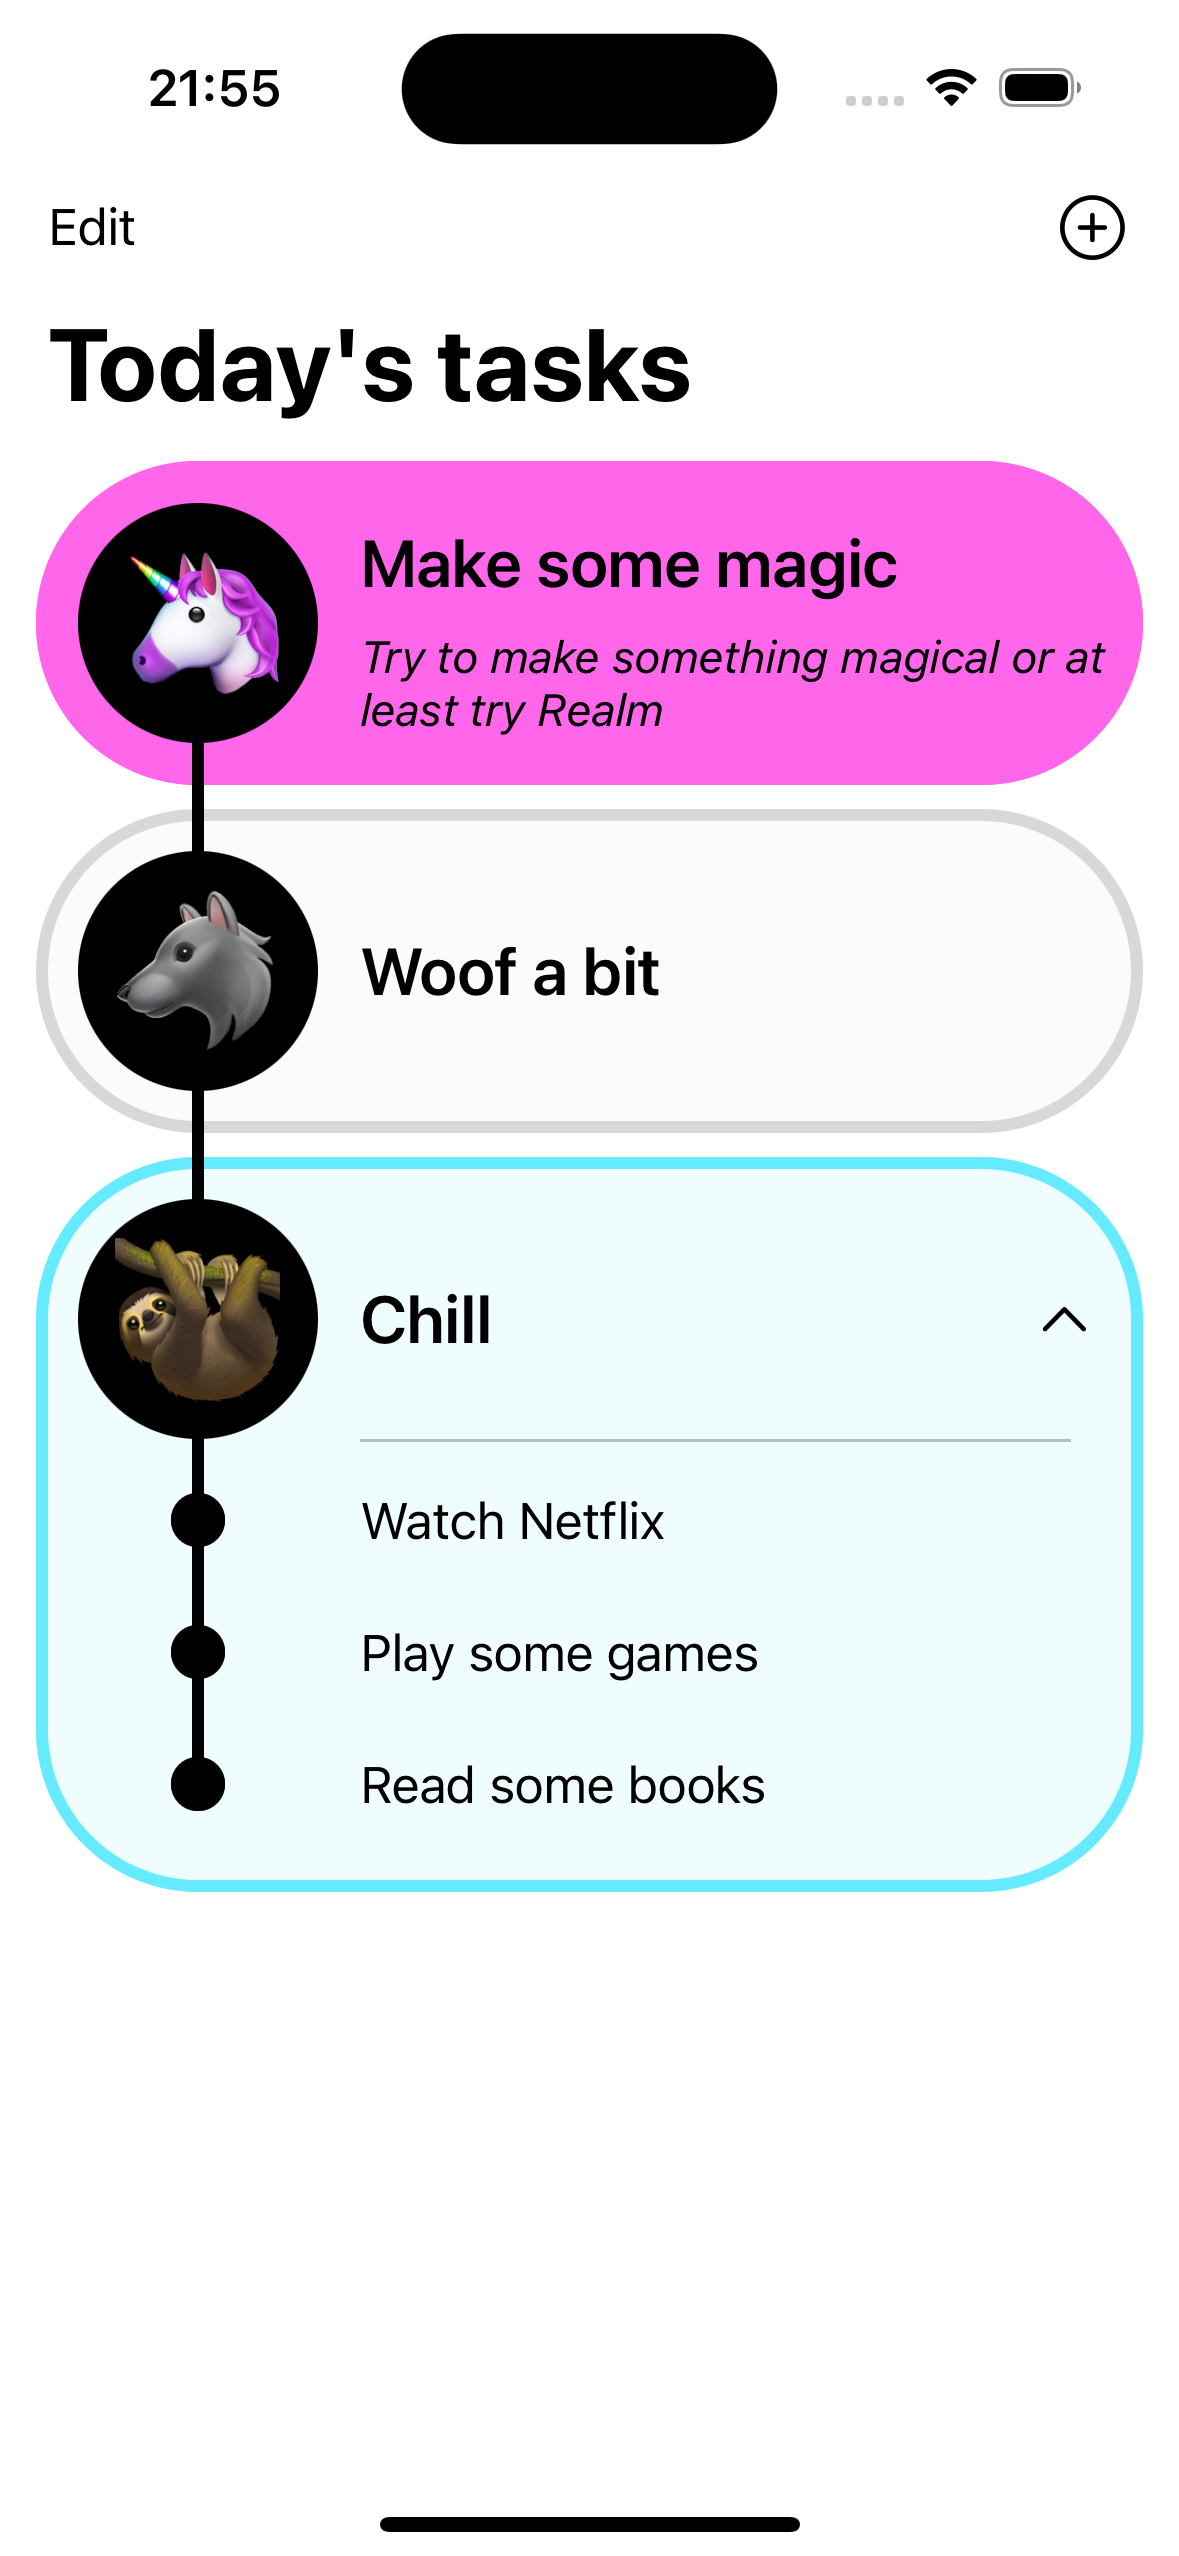 21:55
Edit
Today's tasks
Make some magic
Try to make something magical or at
least try Realm
Woof a bit
Chill
Watch Netflix
Play some games
Read some books